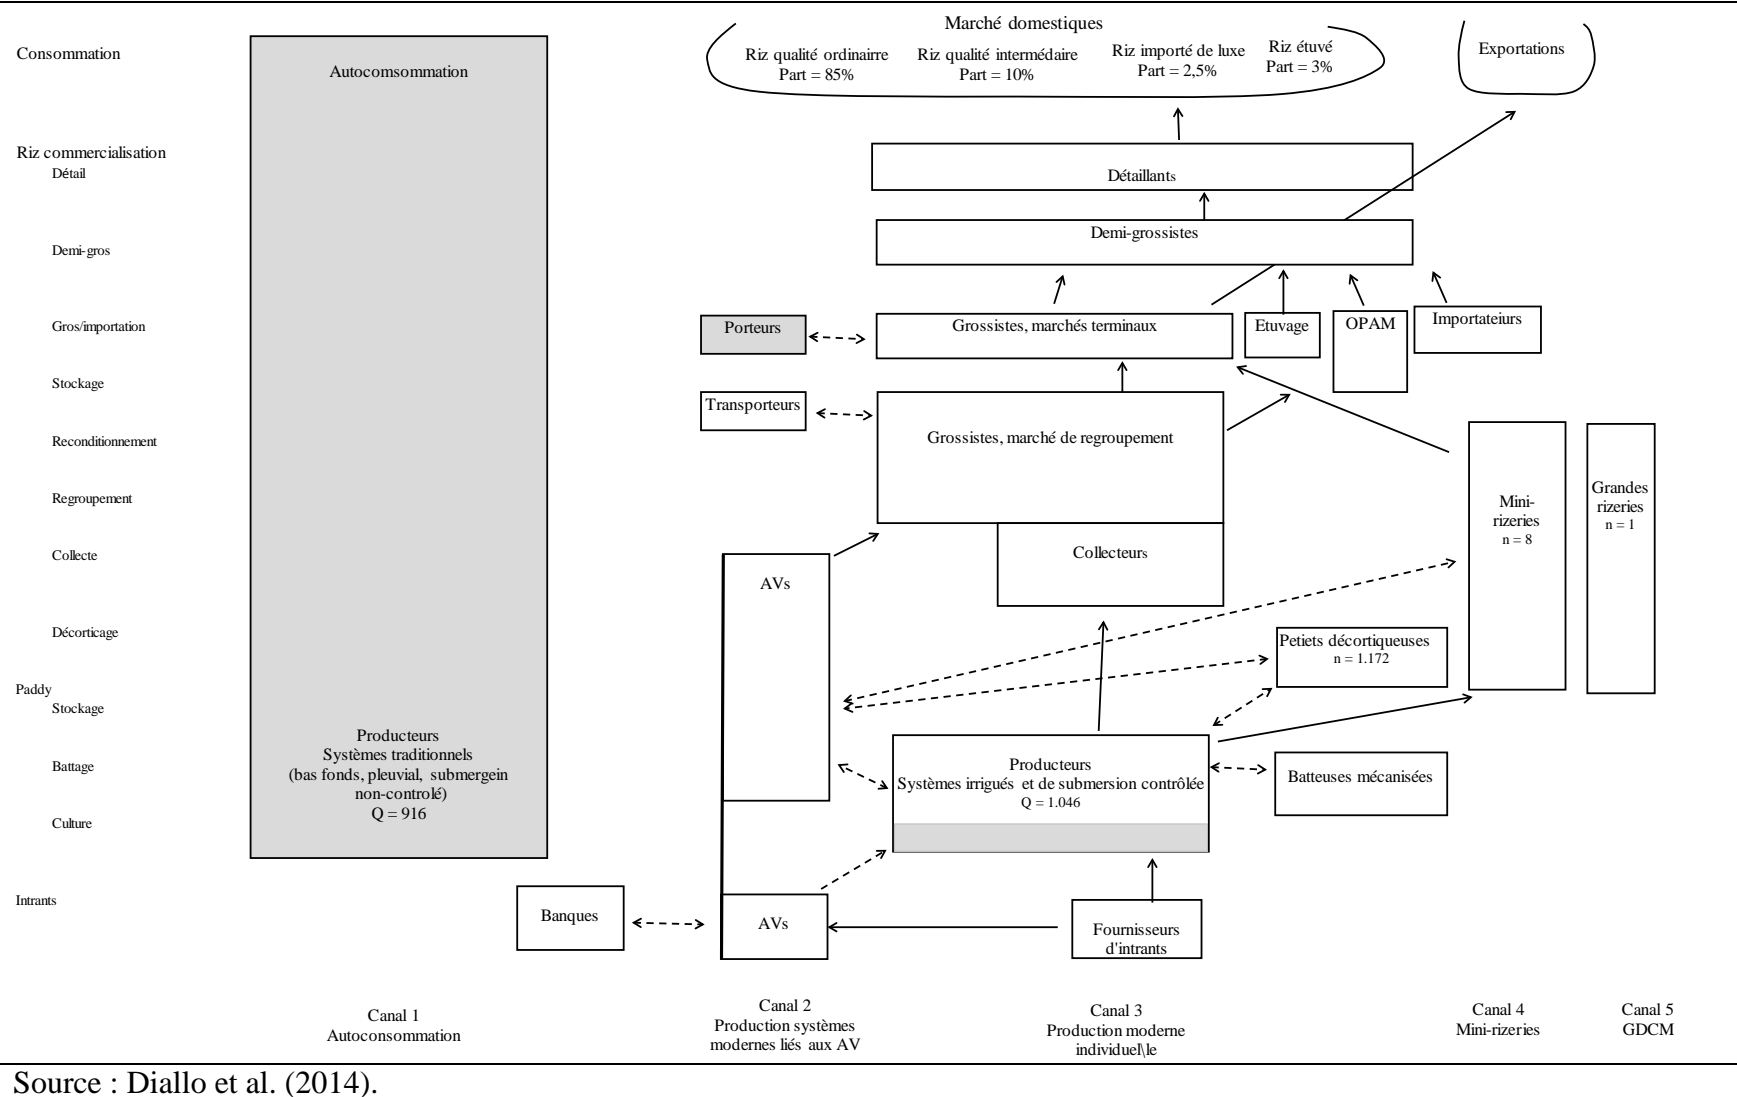 Marché domestiques
Consommation
Autocomsommation
Riz qualité ordinairre
Part = 85%
Riz qualité intermédaire
Part = 10%
Riz importé de luxe
Part = 2,5%
Riz étuvé
Part = 3%
Exportations
Riz commercialisation
Détail
Détaillants
Demi-gros
Demi-grossistes
Gros/importation
Porteurs
Grossistes, marchés terminaux
Etuvage
OPAM
Importateiurs
Stockage
Transporteurs
Reconditionnement
Grossistes, marché de regroupement
Regroupement
Mini-
rizeries
n = 8
Grandes
rizeries
n = 1
Collecte
AVs
Collecteurs
Décorticage
Petiets décortiqueuses
n = 1.172
Paddy
Stockage
Battage
Culture
Producteurs
Systèmes traditionnels
(bas fonds, pleuvial, submergein
non-controlé)
Q = 916
Producteurs
Systèmes irrigués et de submersion contrôlée
Q = 1.046
Batteuses mécanisées
Intrants
Banques
AVs
Fournisseurs
d'intrants
Canal 1
Autoconsommation
Canal 2
Production systèmes
modernes liés aux AV
Canal 3
Production moderne
individuel\le
Canal 4
Mini-rizeries
Canal 5
GDCM
Source : Diallo et al. (2014).